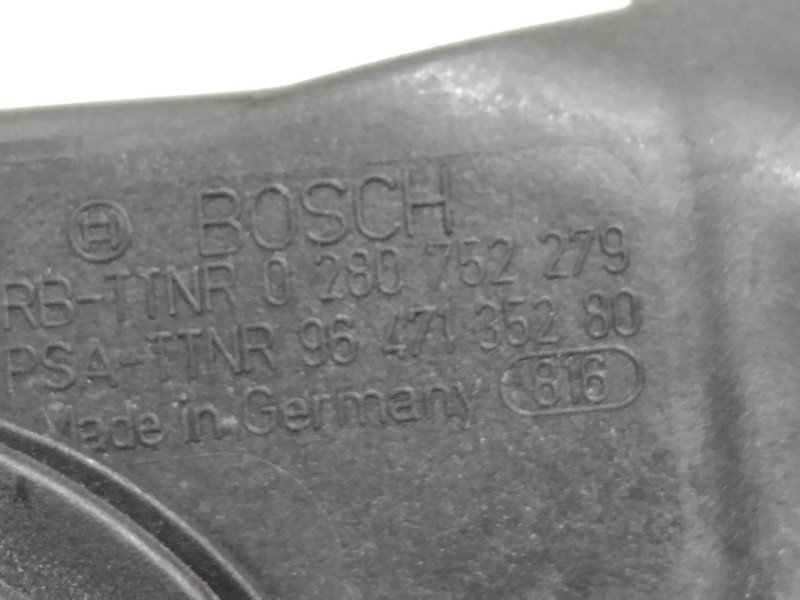 BOSCH
RB-TTNR 0 280 752 279
PSA-TTNR 96 471 352 80
Made in Germany 816